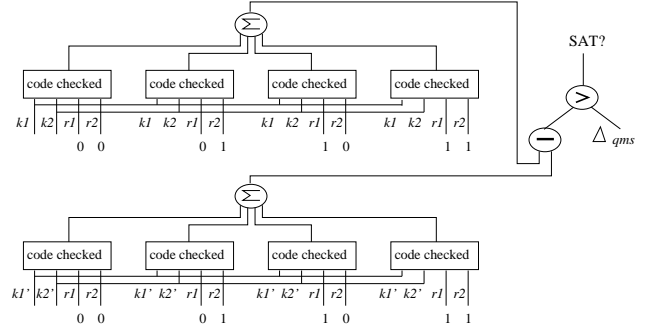 Σ
SAT?
code checked code checked code checked code checked
>
k1 k2 r1 r2 k1 k2 r1 r2 k1 k2 r1 r2 k1 k2 r1 r2
−
Δ qms
0 0 0 1 1 0 1 1
Σ
code checked code checked code checked code checked
k1' k2' r1 r2 k1' k2' r1 r2 k1' k2' r1 r2 k1' k2' r1 r2
0 0 0 1 1 0 1 1